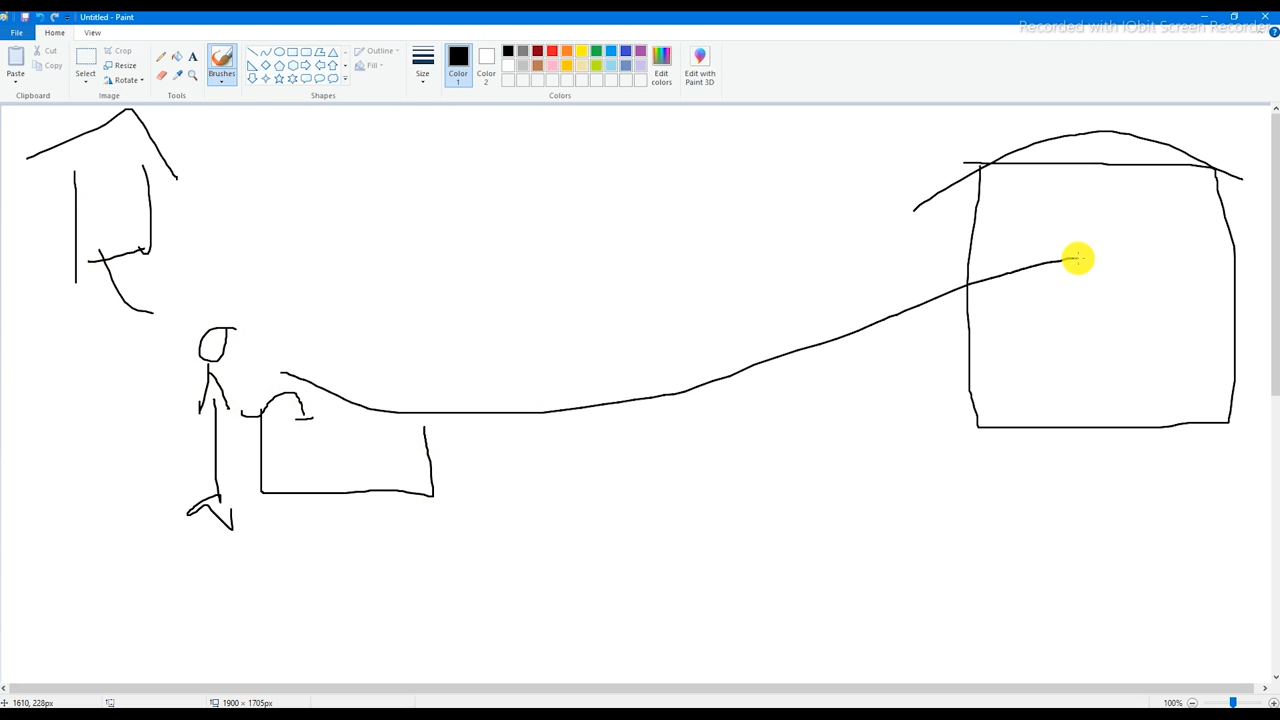 Untitled - Paint
Recorded with IObit Screen Recorder
File Home View
Paste
Cut
Copy
Clipboard
Select
Crop
Resize
Rotate
Image
Tools
Brushes
Shapes
Outline
Fill
Size
Color 1
Color 2
Colors
Edit colors
Edit with Paint 3D
1610, 228px
1900 × 1705px
100%